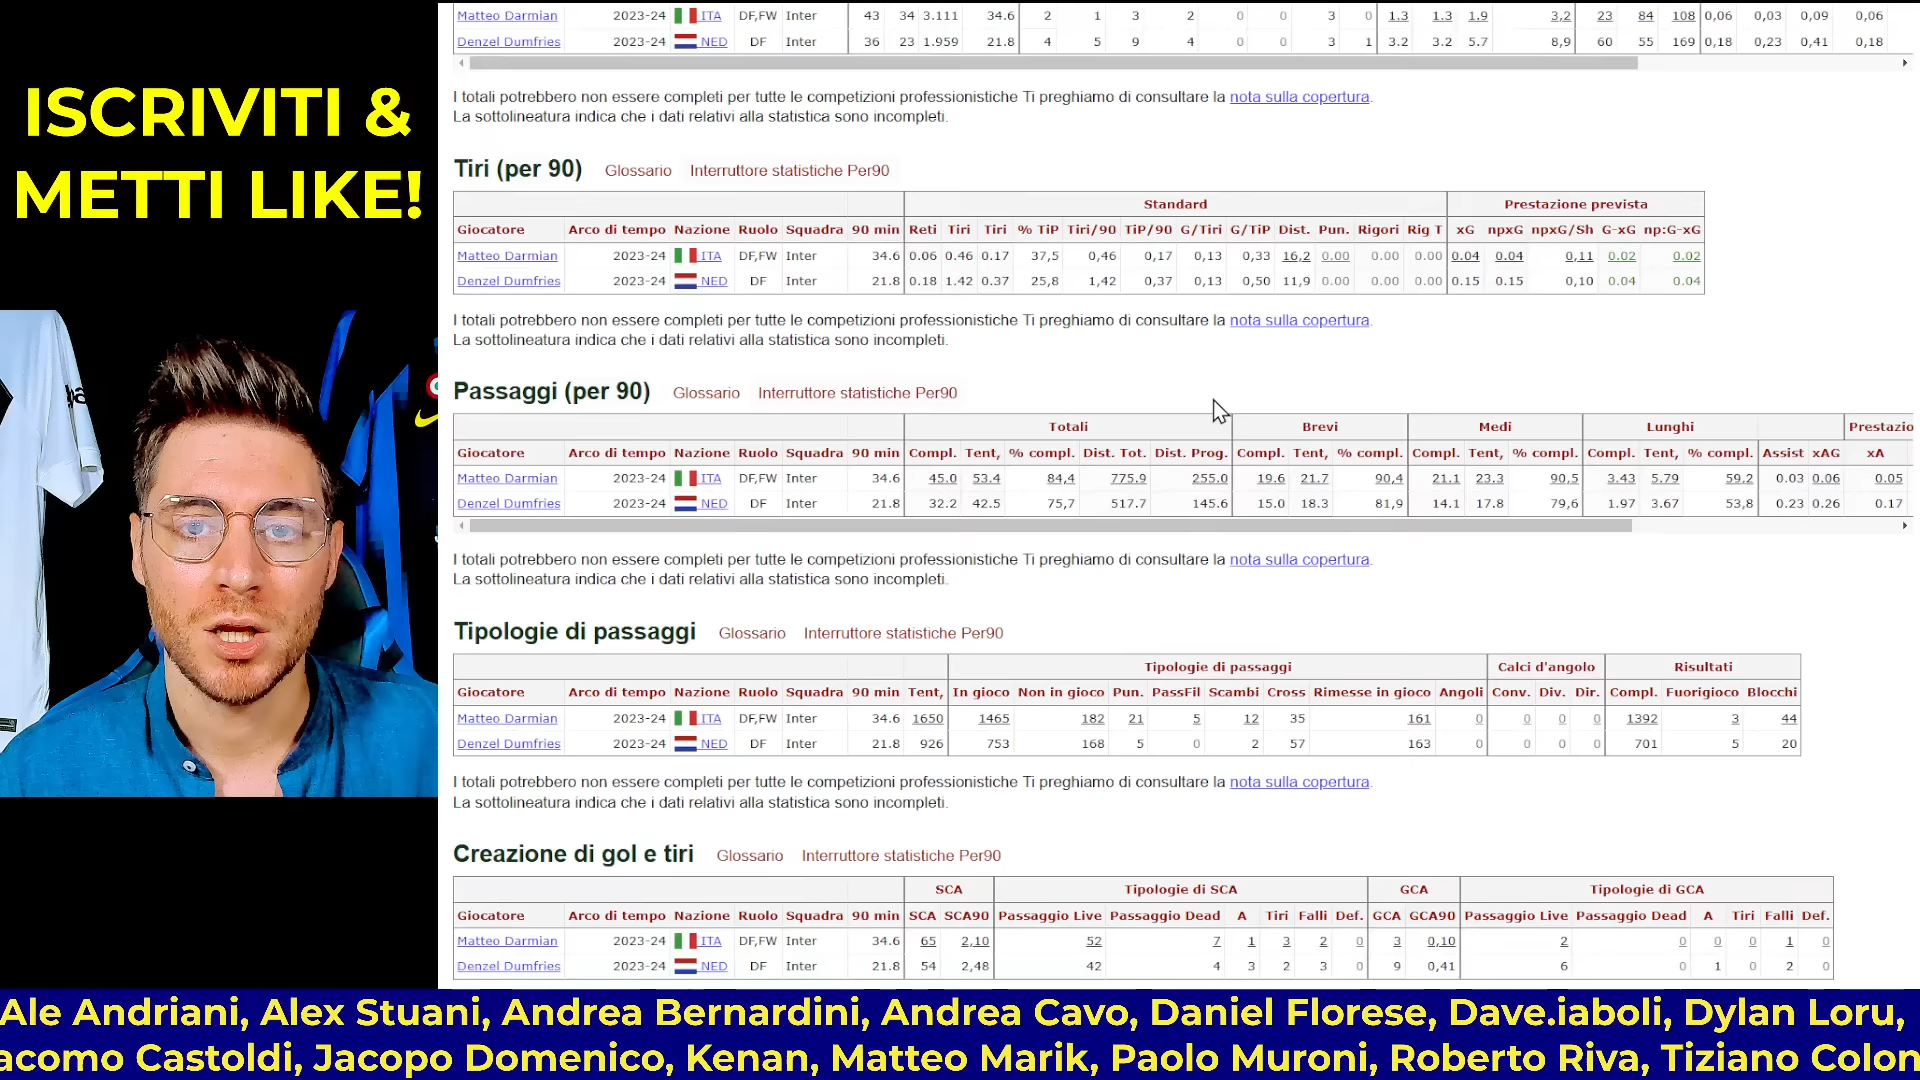 ISCRIVITI &
METTI LIKE!
Matteo Darmian 2023-24 ITA DF,FW Inter 43 34 3.111 34.6 2 1 3 2 0 0 3 0 1.3 1.3 1.9 3.2 23 84 108 0,06 0,03 0,09 0,06
Denzel Dumfries 2023-24 NED DF Inter 36 23 1.959 21.8 4 5 9 4 0 0 3 1 3.2 3.2 5.7 8,9 60 55 169 0,18 0,23 0,41 0,18
I totali potrebbero non essere completi per tutte le competizioni professionistiche Ti preghiamo di consultare la nota sulla copertura.
La sottolineatura indica che i dati relativi alla statistica sono incompleti.
Tiri (per 90) Glossario Interruttore statistiche Per90
Standard Prestazione prevista
Giocatore Arco di tempo Nazione Ruolo Squadra 90 min Reti Tiri Tiri % TiP Tiri/90 TiP/90 G/Tiri G/TiP Dist. Pun. Rigori Rig T xG npxG npxG/Sh G-xG np:G-xG
Matteo Darmian 2023-24 ITA DF,FW Inter 34.6 0.06 0.46 0.17 37,5 0,46 0,17 0,13 0,33 16,2 0.00 0.00 0.00 0.04 0.04 0,11 0.02 0.02
Denzel Dumfries 2023-24 NED DF Inter 21.8 0.18 1.42 0.37 25,8 1,42 0,37 0,13 0,50 11,9 0.00 0.00 0.00 0.15 0.15 0,10 0.04 0.04
I totali potrebbero non essere completi per tutte le competizioni professionistiche Ti preghiamo di consultare la nota sulla copertura.
La sottolineatura indica che i dati relativi alla statistica sono incompleti.
Passaggi (per 90) Glossario Interruttore statistiche Per90
Totali Brevi Medi Lunghi Prestazio
Giocatore Arco di tempo Nazione Ruolo Squadra 90 min Compl. Tent, % compl. Dist. Tot. Dist. Prog. Compl. Tent, % compl. Compl. Tent, % compl. Compl. Tent, % compl. Assist xAG xA
Matteo Darmian 2023-24 ITA DF,FW Inter 34.6 45.0 53.4 84,4 775.9 255.0 19.6 21.7 90,4 21.1 23.3 90,5 3.43 5.79 59.2 0.03 0.06 0.05
Denzel Dumfries 2023-24 NED DF Inter 21.8 32.2 42.5 75,7 517.7 145.6 15.0 18.3 81,9 14.1 17.8 79,6 1.97 3.67 53,8 0.23 0.26 0.17
I totali potrebbero non essere completi per tutte le competizioni professionistiche Ti preghiamo di consultare la nota sulla copertura.
La sottolineatura indica che i dati relativi alla statistica sono incompleti.
Tipologie di passaggi Glossario Interruttore statistiche Per90
Tipologie di passaggi Calci d'angolo Risultati
Giocatore Arco di tempo Nazione Ruolo Squadra 90 min Tent, In gioco Non in gioco Pun. PassFil Scambi Cross Rimesse in gioco Angoli Conv. Div. Dir. Compl. Fuorigioco Blocchi
Matteo Darmian 2023-24 ITA DF,FW Inter 34.6 1650 1465 182 21 5 12 35 161 0 0 0 0 1392 3 44
Denzel Dumfries 2023-24 NED DF Inter 21.8 926 753 168 5 0 2 57 163 0 0 0 0 701 5 20
I totali potrebbero non essere completi per tutte le competizioni professionistiche Ti preghiamo di consultare la nota sulla copertura.
La sottolineatura indica che i dati relativi alla statistica sono incompleti.
Creazione di gol e tiri Glossario Interruttore statistiche Per90
SCA Tipologie di SCA GCA Tipologie di GCA
Giocatore Arco di tempo Nazione Ruolo Squadra 90 min SCA SCA90 Passaggio Live Passaggio Dead A Tiri Falli Def. GCA GCA90 Passaggio Live Passaggio Dead A Tiri Falli Def.
Matteo Darmian 2023-24 ITA DF,FW Inter 34.6 65 2,10 52 7 1 3 2 0 3 0,10 2 0 0 0 1 0
Denzel Dumfries 2023-24 NED DF Inter 21.8 54 2,48 42 4 3 2 3 0 9 0,41 6 0 1 0 2 0
Ale Andriani, Alex Stuani, Andrea Bernardini, Andrea Cavo, Daniel Florese, Dave.iaboli, Dylan Loru,
acomo Castoldi, Jacopo Domenico, Kenan, Matteo Marik, Paolo Muroni, Roberto Riva, Tiziano Colon